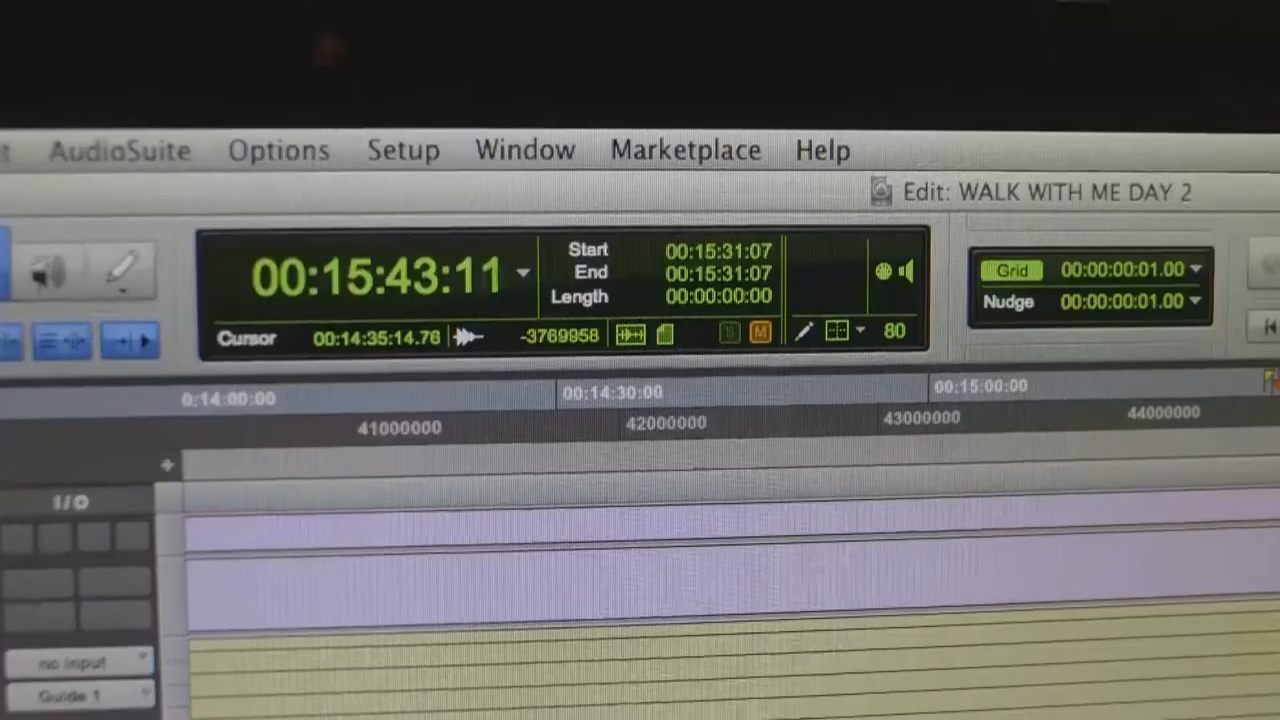 AudioSuite Options Setup Window Marketplace Help
Edit: WALK WITH ME DAY 2
00:15:43:11
Start 00:15:31:07
End 00:15:31:07
Length 00:00:00:00
Cursor 00:14:35:14.76 -3769958 M 80
Grid 00:00:00:01.00
Nudge 00:00:00:01.00
0:14:00:00 00:14:30:00 00:15:00:00
41000000 42000000 43000000 44000000
I/O
no input
Guide 1